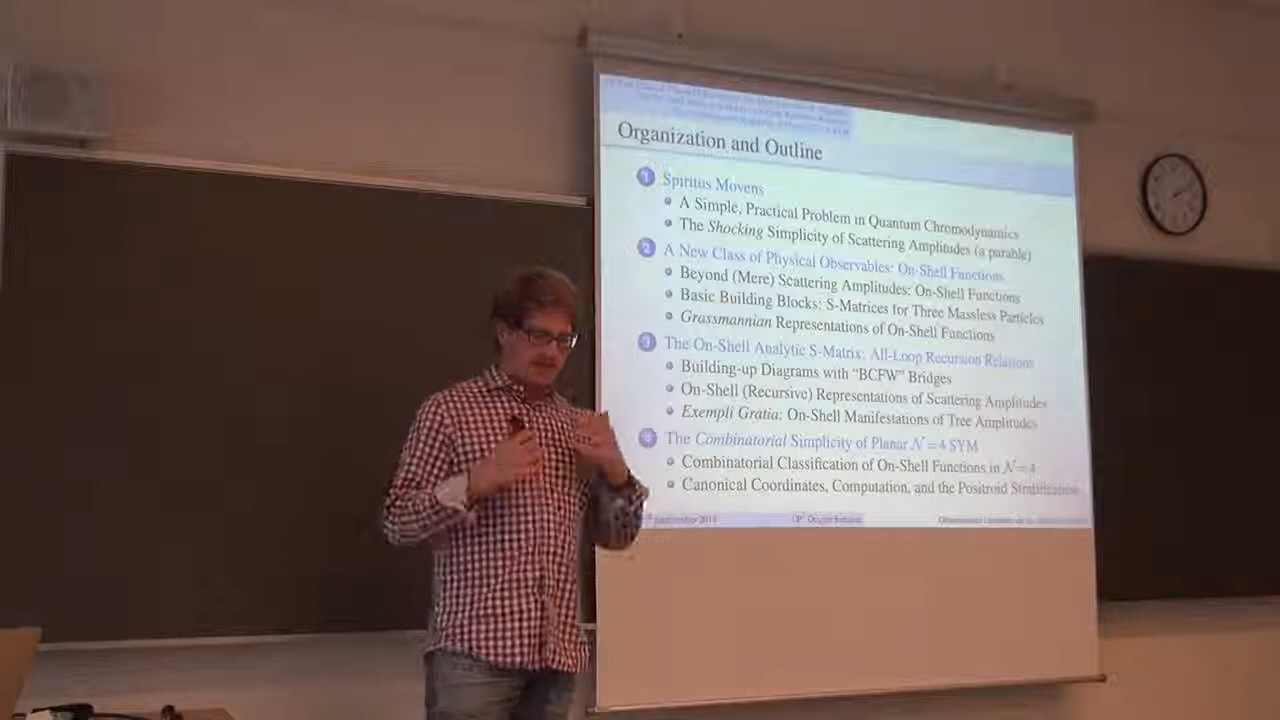 Organization and Outline
1 Spiritus Movens
A Simple, Practical Problem in Quantum Chromodynamics
The Shocking Simplicity of Scattering Amplitudes (a parable)
2 A New Class of Physical Observables: On-Shell Functions
Beyond (Mere) Scattering Amplitudes: On-Shell Functions
Basic Building Blocks: S-Matrices for Three Massless Particles
Grassmannian Representations of On-Shell Functions
3 The On-Shell Analytic S-Matrix: All-Loop Recursion Relations
Building-up Diagrams with “BCFW” Bridges
On-Shell (Recursive) Representations of Scattering Amplitudes
Exempli Gratia: On-Shell Manifestations of Tree Amplitudes
4 The Combinatorial Simplicity of Planar N=4 SYM
Combinatorial Classification of On-Shell Functions in N=4
Canonical Coordinates, Computation, and the Positroid Stratification